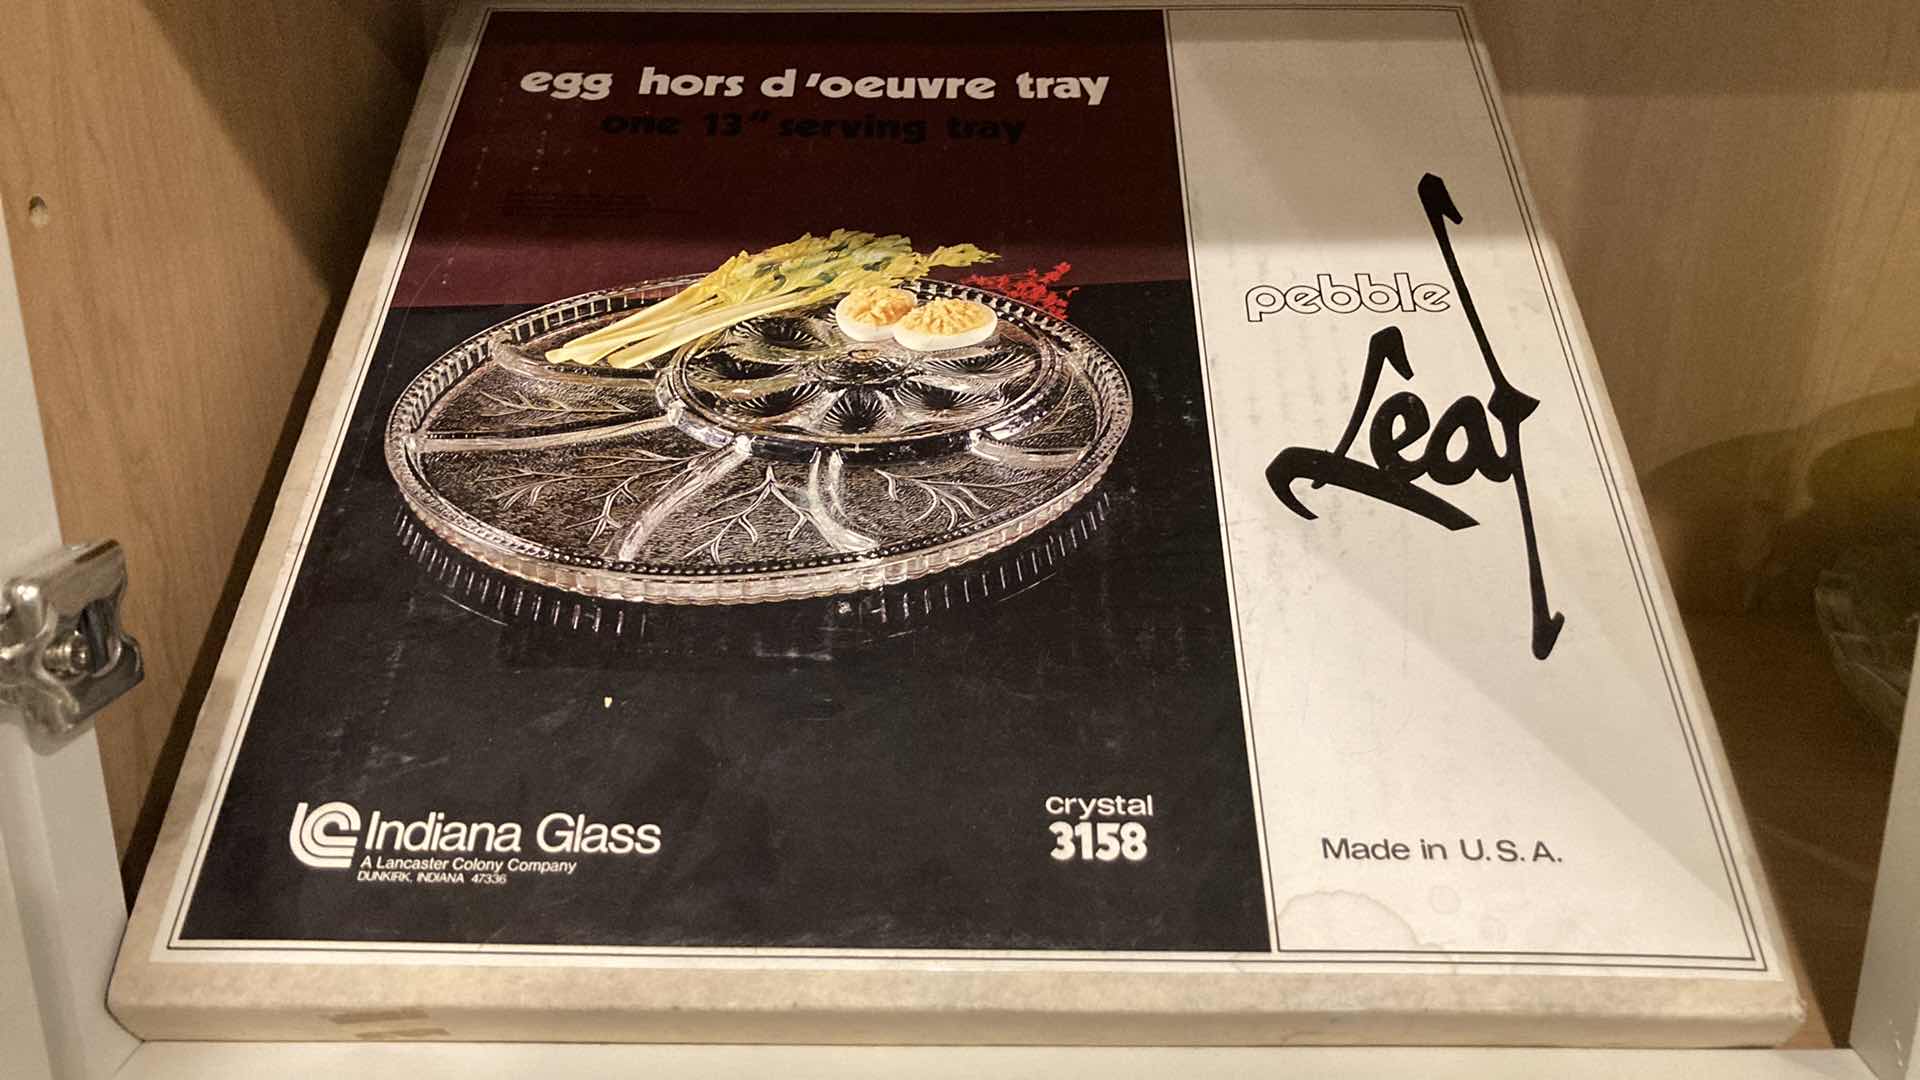 egg hors d'oeuvre tray
one 13" serving tray
pebble
Leaf
Indiana Glass
A Lancaster Colony Company
DUNKIRK, INDIANA 47336
crystal
3158
Made in U.S.A.